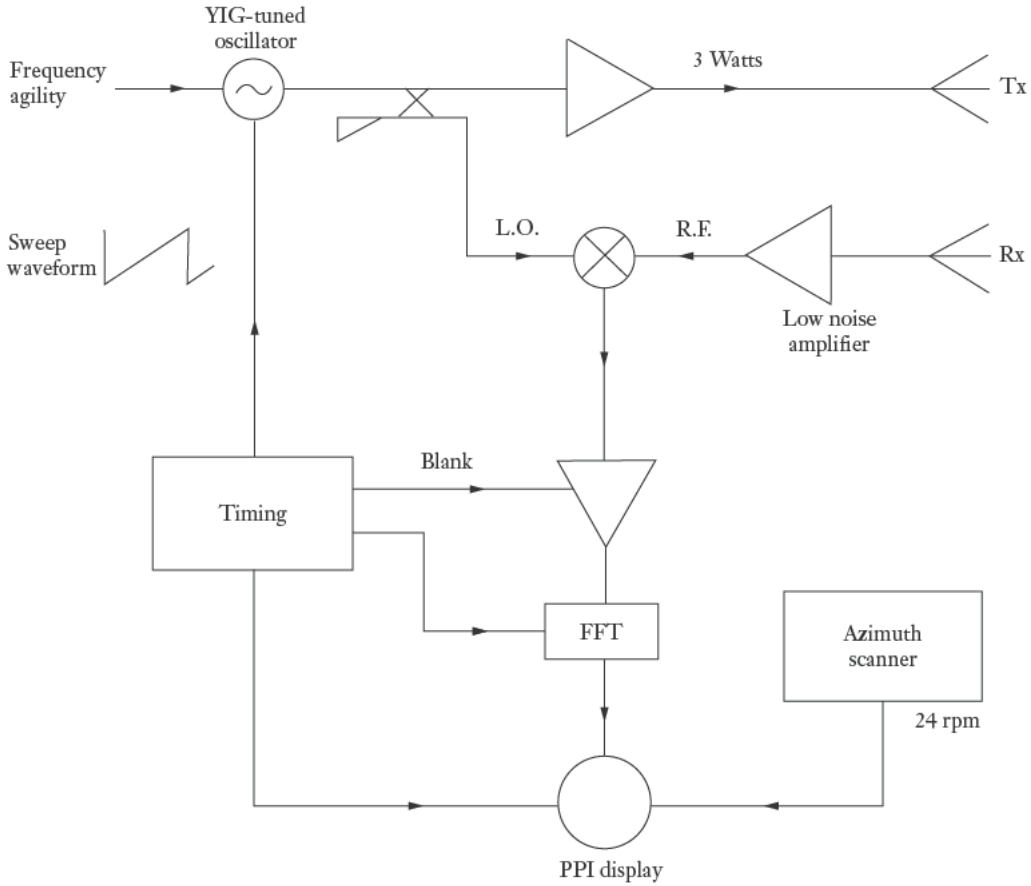 YIG-tuned
oscillator
Frequency
agility
3 Watts
Tx
Sweep
waveform
L.O.
R.F.
Rx
Low noise
amplifier
Blank
Timing
FFT
Azimuth
scanner
24 rpm
PPI display